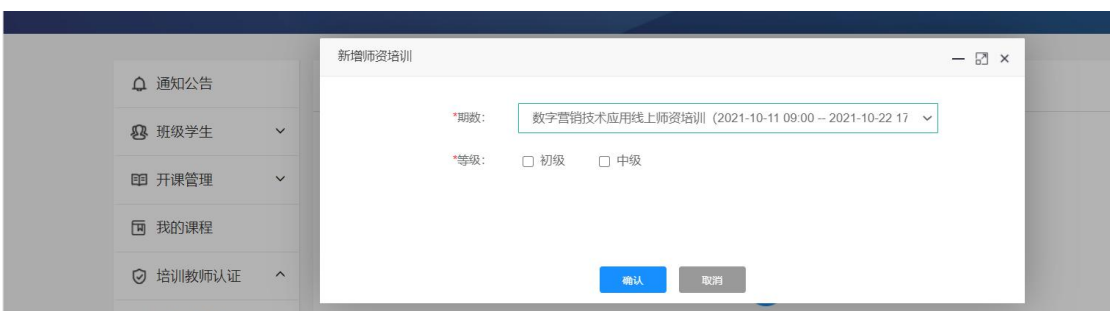 新增师资培训
通知公告
班级学生
开课管理
我的课程
培训教师认证
*期数:
数字营销技术应用线上师资培训（2021-10-11 09:00 -- 2021-10-22 17
*等级:
初级
中级
确认
取消